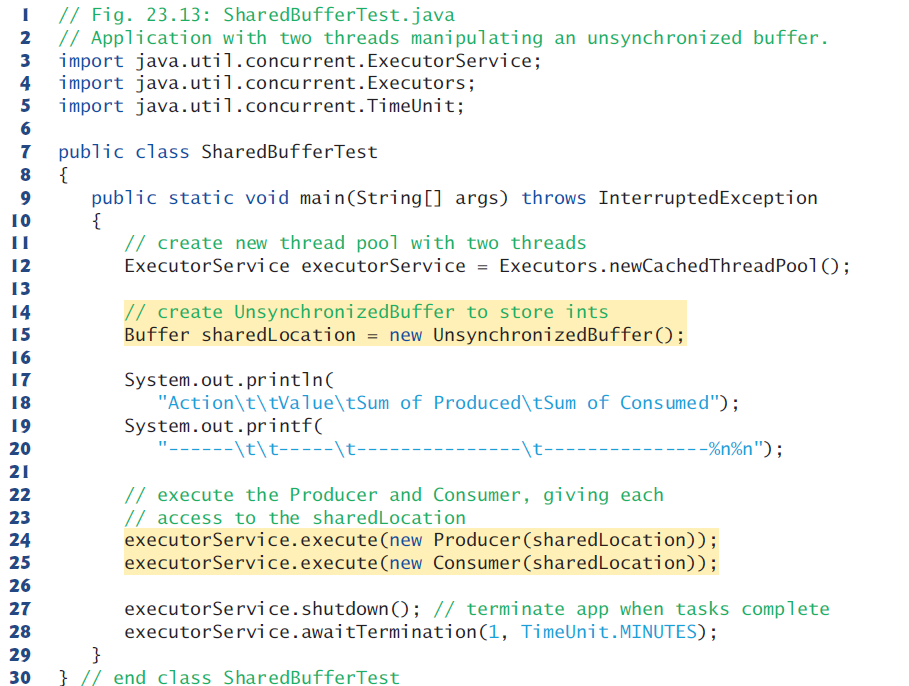 1 // Fig. 23.13: SharedBufferTest.java
2 // Application with two threads manipulating an unsynchronized buffer.
3 import java.util.concurrent.ExecutorService;
4 import java.util.concurrent.Executors;
5 import java.util.concurrent.TimeUnit;
6
7 public class SharedBufferTest
8 {
9    public static void main(String[] args) throws InterruptedException
10    {
11       // create new thread pool with two threads
12       ExecutorService executorService = Executors.newCachedThreadPool();
13
14       // create UnsynchronizedBuffer to store ints
15       Buffer sharedLocation = new UnsynchronizedBuffer();
16
17       System.out.println(
18          "Action\t\tValue\tSum of Produced\tSum of Consumed");
19       System.out.printf(
20          "------\t\t-----\t---------------\t---------------%n%n");
21
22       // execute the Producer and Consumer, giving each
23       // access to the sharedLocation
24       executorService.execute(new Producer(sharedLocation));
25       executorService.execute(new Consumer(sharedLocation));
26
27       executorService.shutdown(); // terminate app when tasks complete
28       executorService.awaitTermination(1, TimeUnit.MINUTES);
29    }
30 } // end class SharedBufferTest